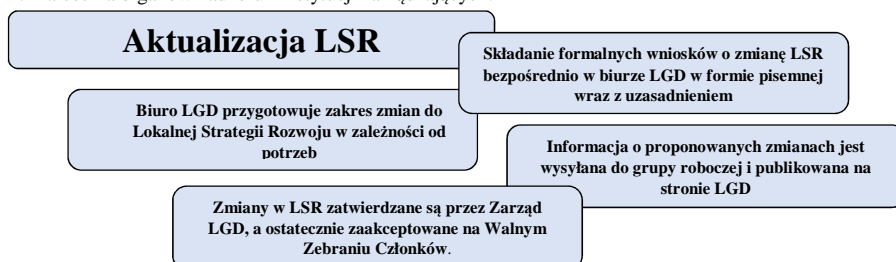 Aktualizacja LSR
Składanie formalnych wniosków o zmianę LSR
bezpośrednio w biurze LGD w formie pisemnej
wraz z uzasadnieniem
Biuro LGD przygotowuje zakres zmian do
Lokalnej Strategii Rozwoju w zależności od
potrzeb
Informacja o proponowanych zmianach jest
wysyłana do grupy roboczej i publikowana na
stronie LGD
Zmiany w LSR zatwierdzane są przez Zarząd
LGD, a ostatecznie zaakceptowane na Walnym
Zebraniu Członków.